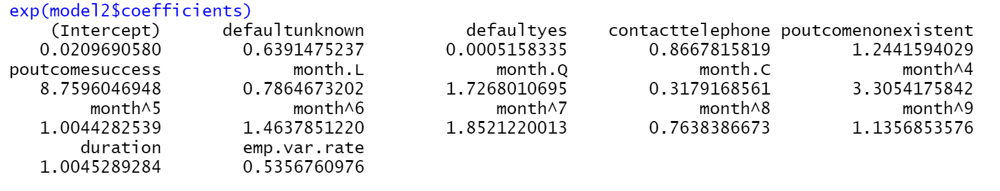 exp(model2$coefficients)
(Intercept) defaultunknown defaultyes contacttelephone poutcomenonexistent
0.0209690580 0.6391475237 0.0005158335 0.8667815819 1.2441594029
poutcomesuccess month.L month.Q month.C month^4
8.7596046948 0.7864673202 1.7268010695 0.3179168561 3.3054175842
month^5 month^6 month^7 month^8 month^9
1.0044282539 1.4637851220 1.8521220013 0.7638386673 1.1356853576
duration emp.var.rate
1.0045289284 0.5356760976